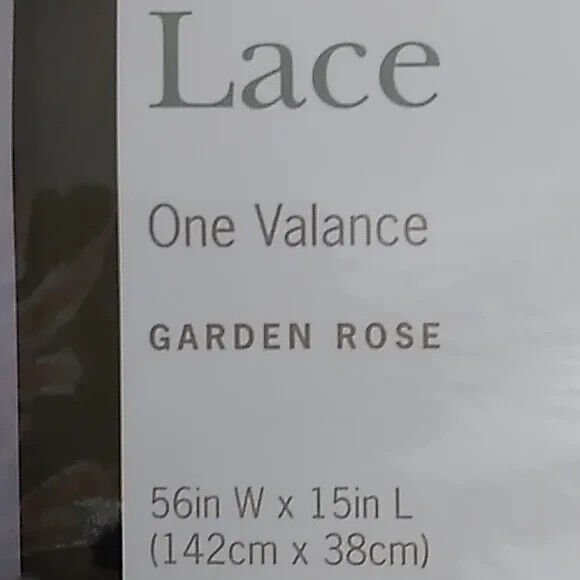 Lace
One Valance
GARDEN ROSE
56in W x 15in L
(142cm x 38cm)